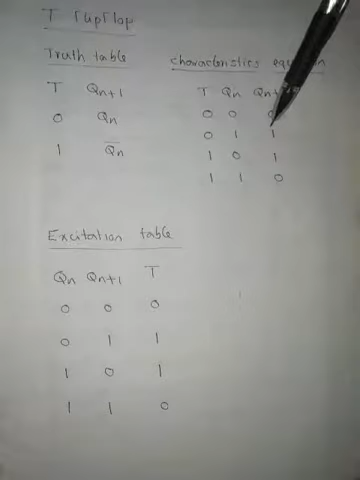 T flipflop
Truth table
T Qn+1
0 Qn
1 Q̅n
characteristics
T Qn
0 0
0 1 1
1 0 1
1 1 0
Excitation table
Qn Qn+1 T
0 0 0
0 1 1
1 0 1
1 1 0